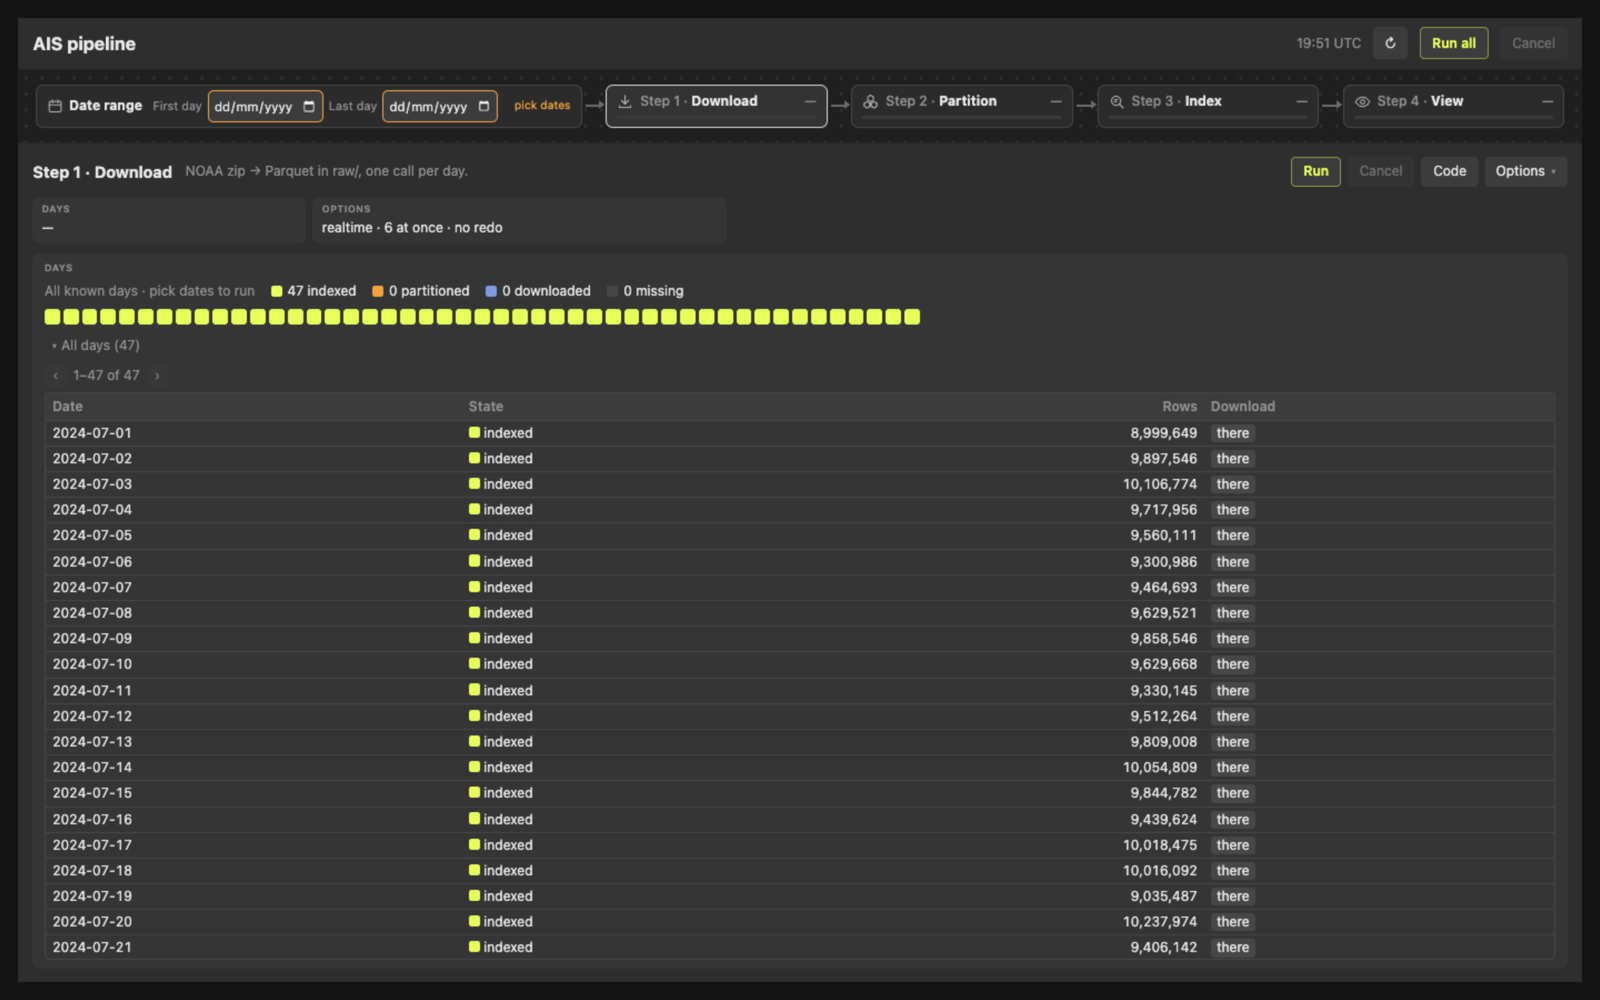 AIS pipeline
19:51 UTC
Run all
Cancel
Date range First day dd/mm/yyyy Last day dd/mm/yyyy pick dates
Step 1 · Download —
Step 2 · Partition —
Step 3 · Index —
Step 4 · View —
Step 1 · Download NOAA zip → Parquet in raw/, one call per day.
Run
Cancel
Code
Options
DAYS
—
OPTIONS
realtime · 6 at once · no redo
DAYS
All known days · pick dates to run 47 indexed 0 partitioned 0 downloaded 0 missing
All days (47)
‹ 1–47 of 47 ›
Date State Rows Download
2024-07-01 indexed 8,999,649 there
2024-07-02 indexed 9,897,546 there
2024-07-03 indexed 10,106,774 there
2024-07-04 indexed 9,717,956 there
2024-07-05 indexed 9,560,111 there
2024-07-06 indexed 9,300,986 there
2024-07-07 indexed 9,464,693 there
2024-07-08 indexed 9,629,521 there
2024-07-09 indexed 9,858,546 there
2024-07-10 indexed 9,629,668 there
2024-07-11 indexed 9,330,145 there
2024-07-12 indexed 9,512,264 there
2024-07-13 indexed 9,809,008 there
2024-07-14 indexed 10,054,809 there
2024-07-15 indexed 9,844,782 there
2024-07-16 indexed 9,439,624 there
2024-07-17 indexed 10,018,475 there
2024-07-18 indexed 10,016,092 there
2024-07-19 indexed 9,035,487 there
2024-07-20 indexed 10,237,974 there
2024-07-21 indexed 9,406,142 there